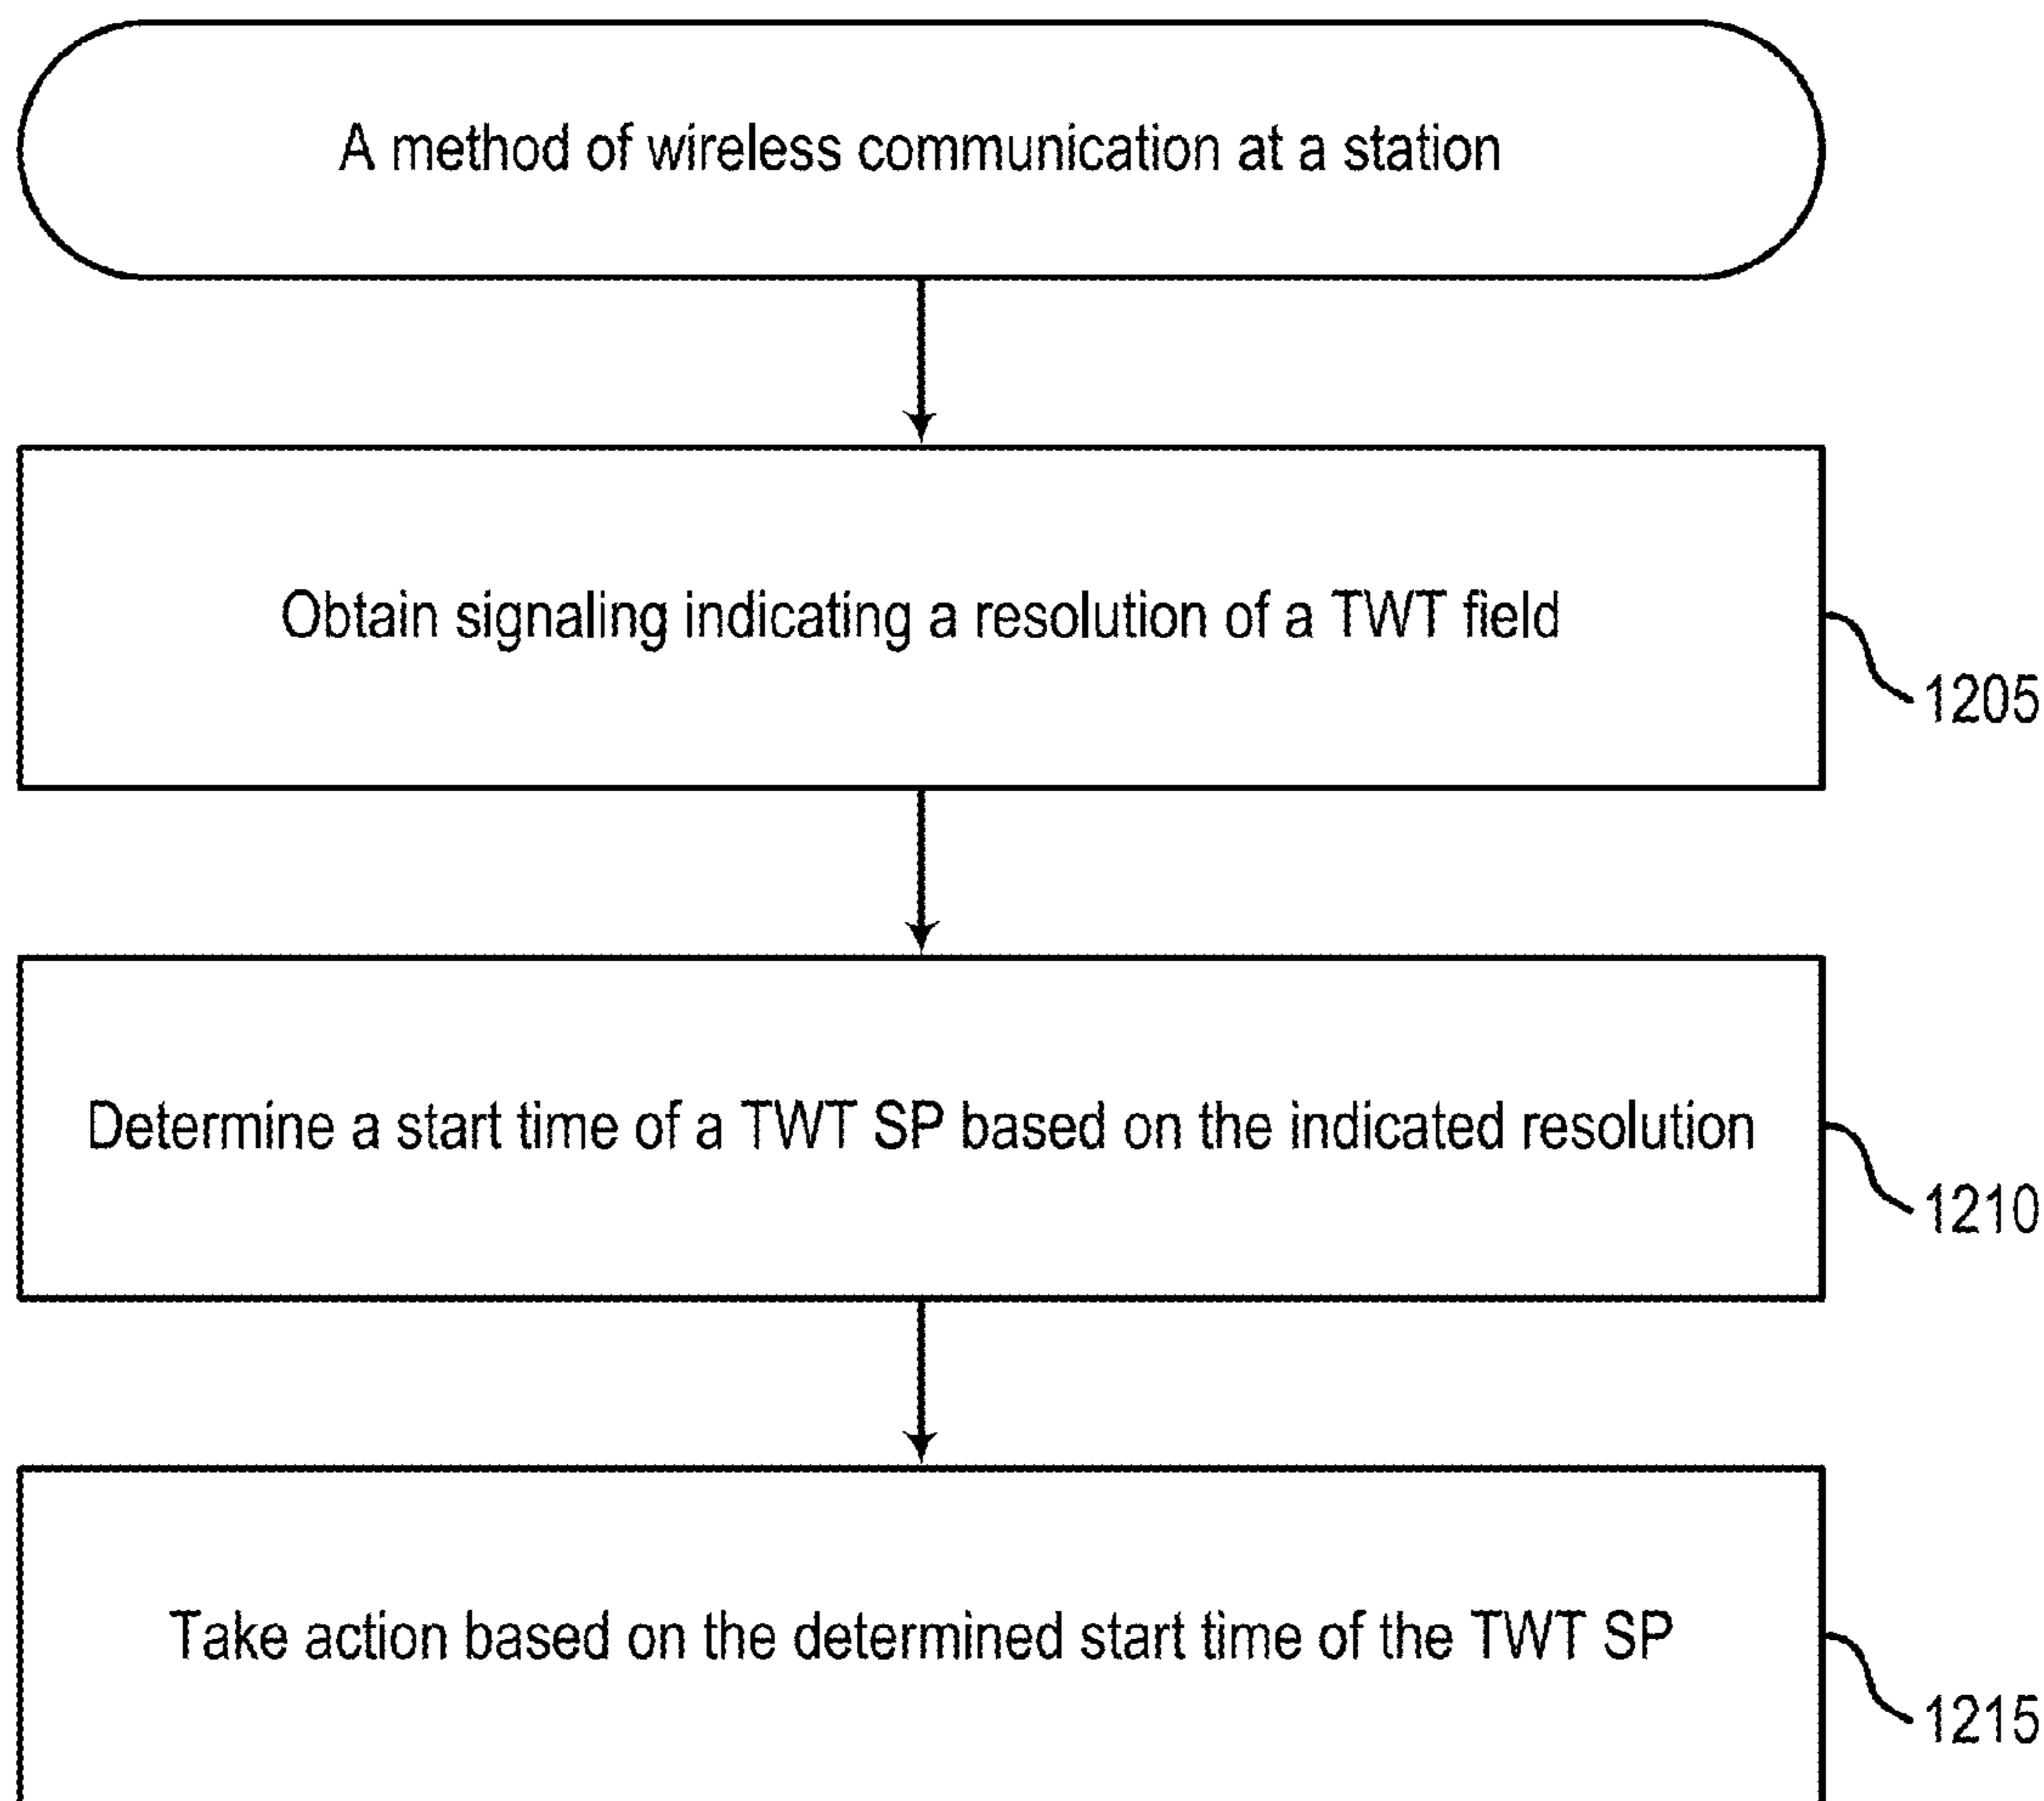 A method of wireless communication at a station
Obtain signaling indicating a resolution of a TWT field
1205
Determine a start time of a TWT SP based on the indicated resolution
1210
Take action based on the determined start time of the TWT SP
1215